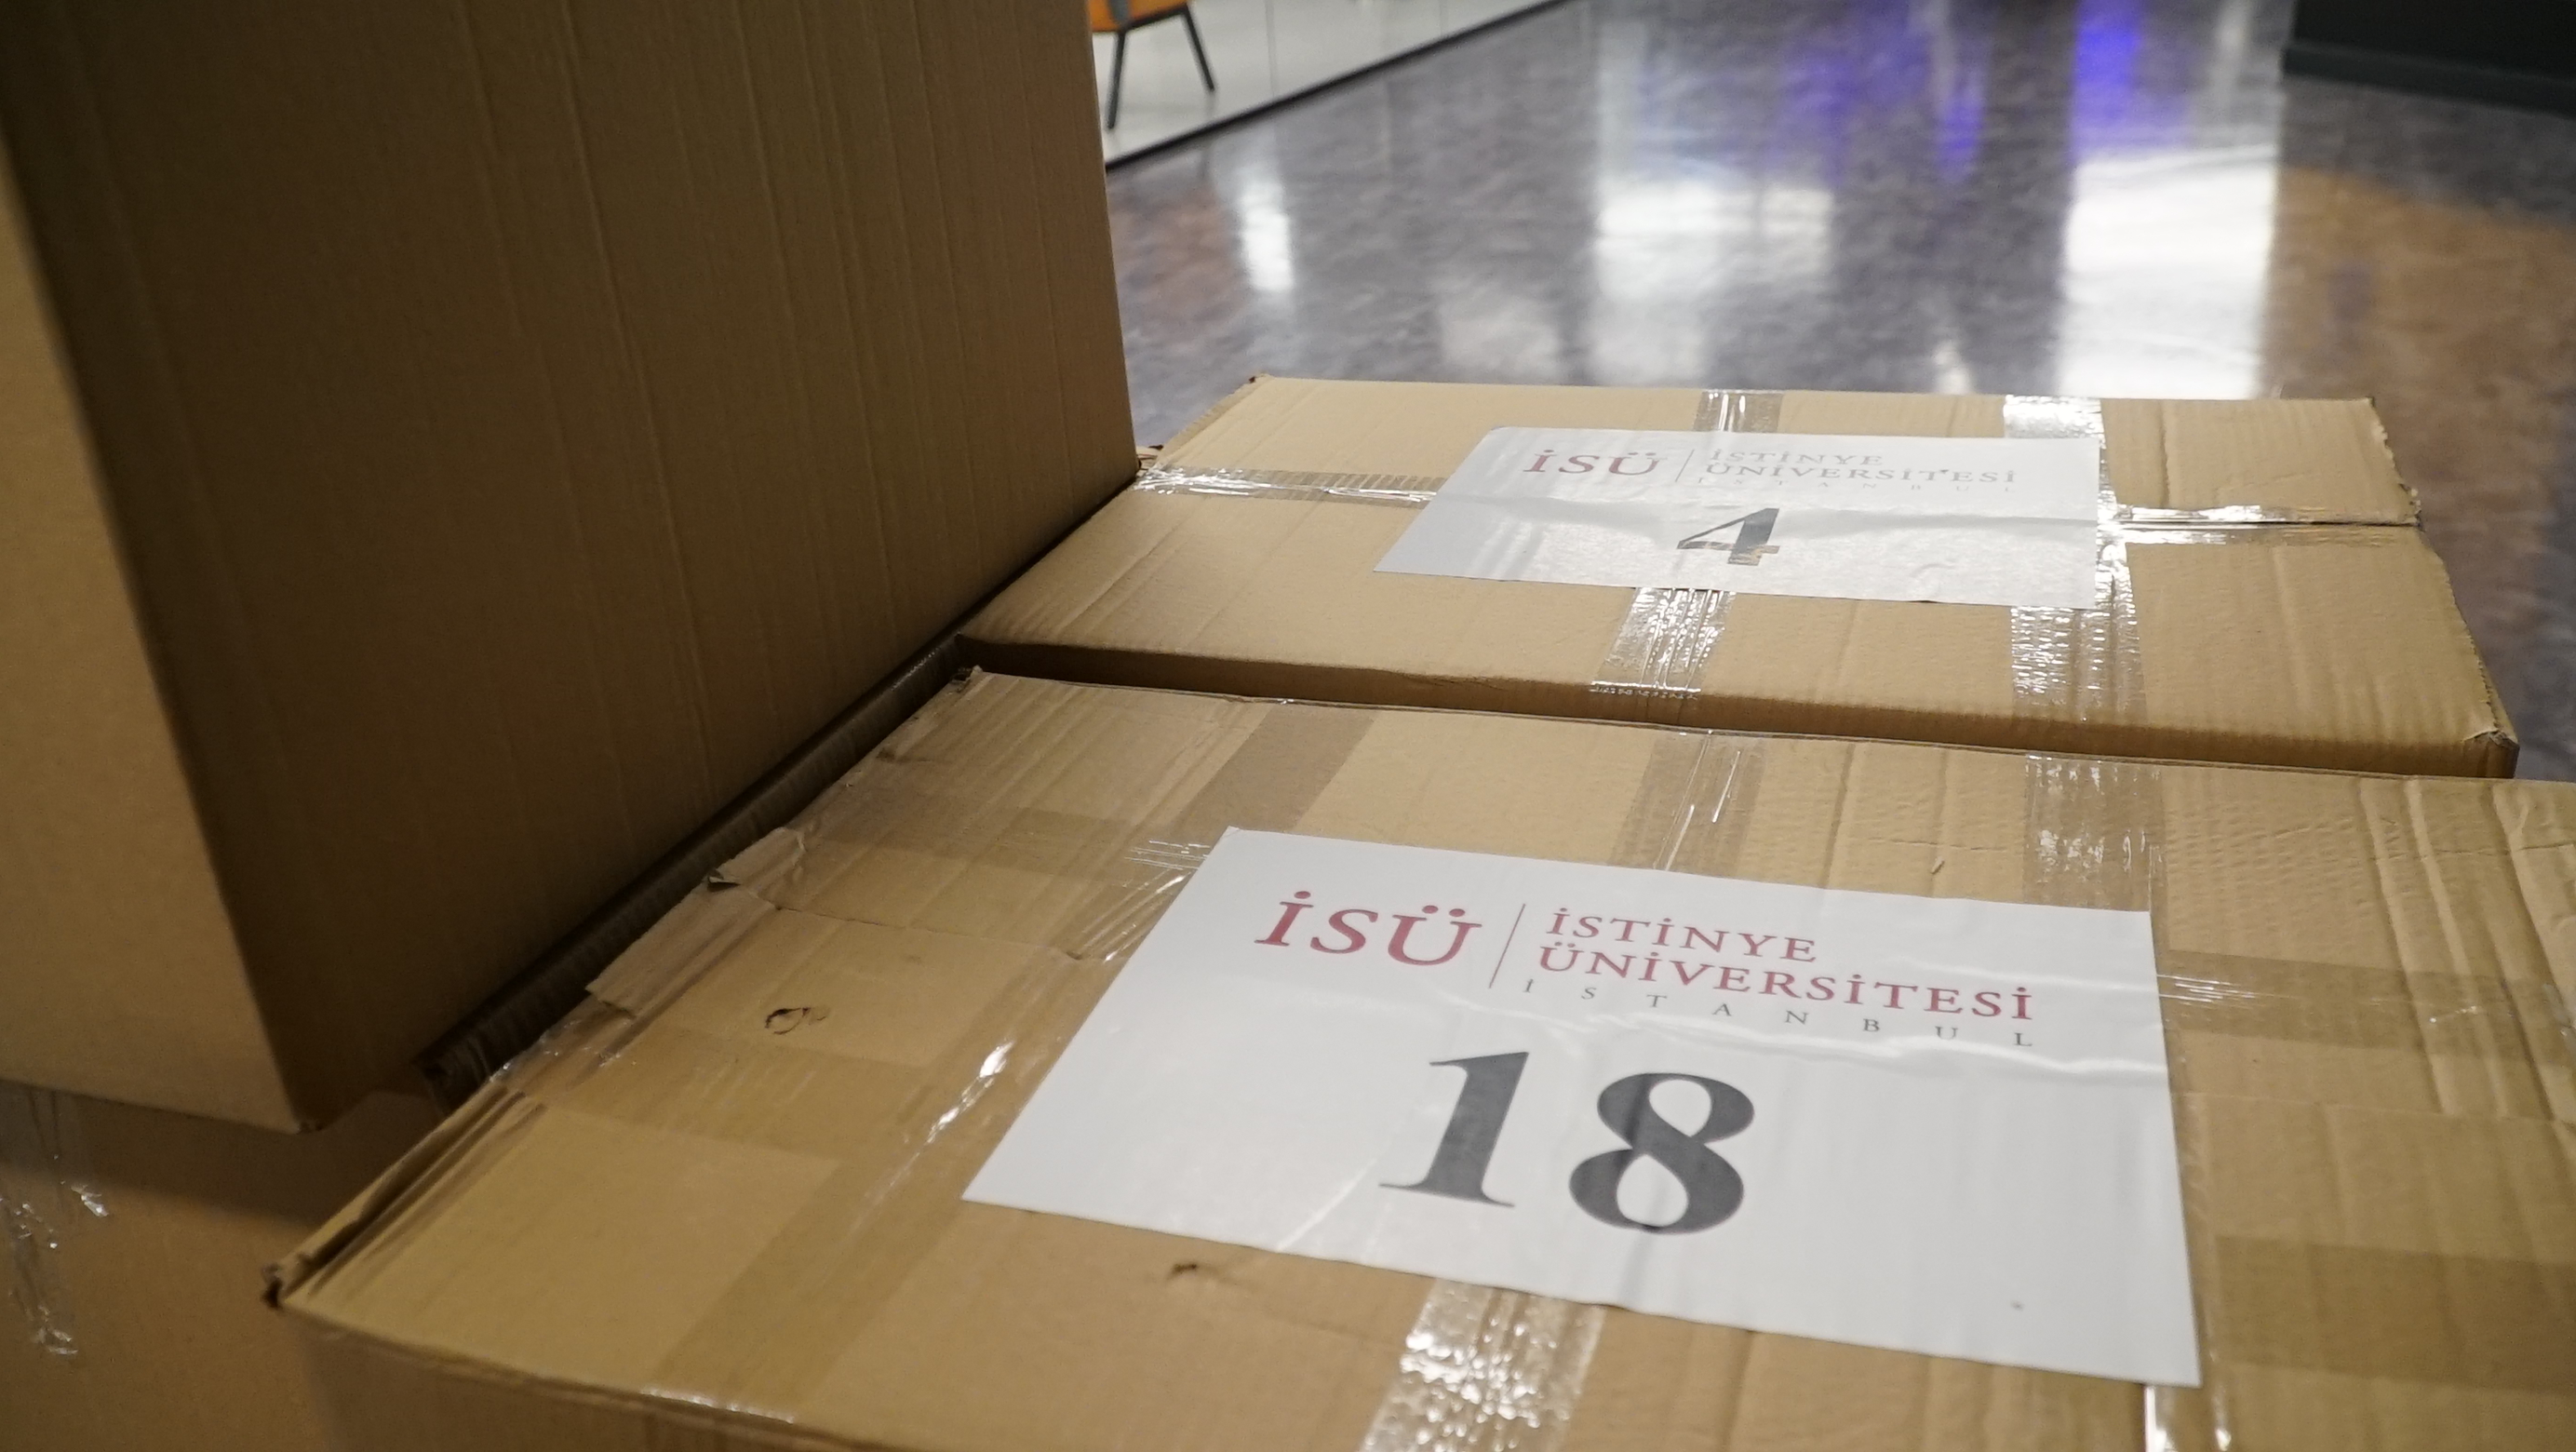 İSÜ | İSTİNYE
ÜNİVERSİTESİ
İSTANBUL
4
İSÜ | İSTİNYE
ÜNİVERSİTESİ
İSTANBUL
18